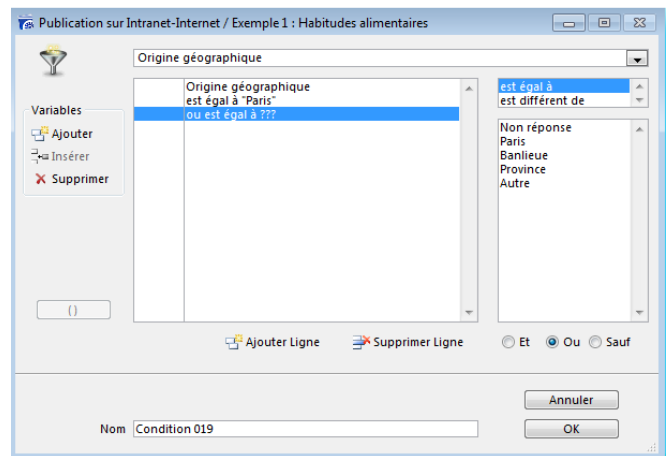 Publication sur Intranet-Internet / Exemple 1 : Habitudes alimentaires
Origine géographique
Variables
Ajouter
Insérer
Supprimer
()
Origine géographique
est égal à "Paris"
ou est égal à ???
est égal à
est différent de
Non réponse
Paris
Banlieue
Province
Autre
Ajouter Ligne
Supprimer Ligne
Et
Ou
Sauf
Annuler
Nom
Condition 019
OK